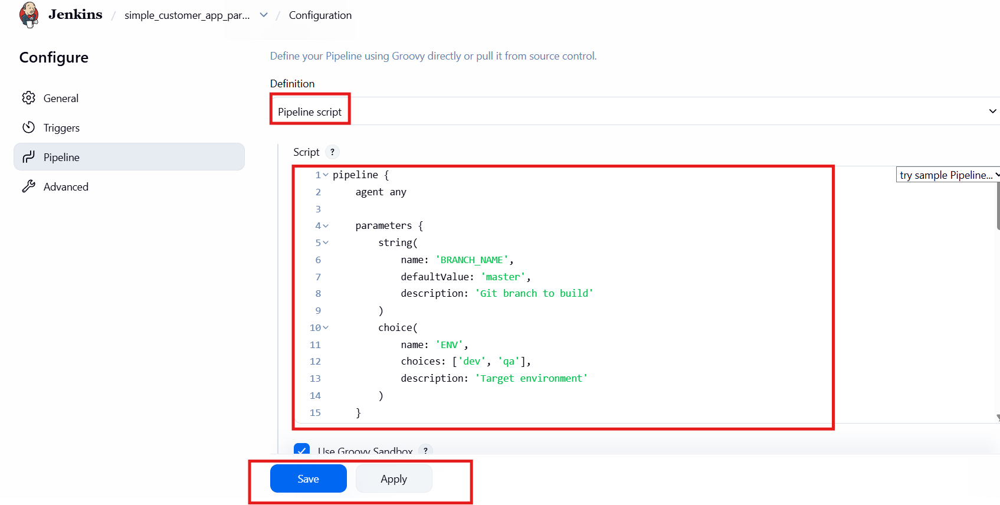 Jenkins / simple_customer_app_par... / Configuration
Configure
General
Triggers
Pipeline
Advanced
Define your Pipeline using Groovy directly or pull it from source control.
Definition
Pipeline script
Script ?
try sample Pipeline...
1 pipeline {
2     agent any
3
4     parameters {
5         string(
6             name: 'BRANCH_NAME',
7             defaultValue: 'master',
8             description: 'Git branch to build'
9         )
10         choice(
11             name: 'ENV',
12             choices: ['dev', 'qa'],
13             description: 'Target environment'
14         )
15     }
Use Groovy Sandbox ?
Save
Apply